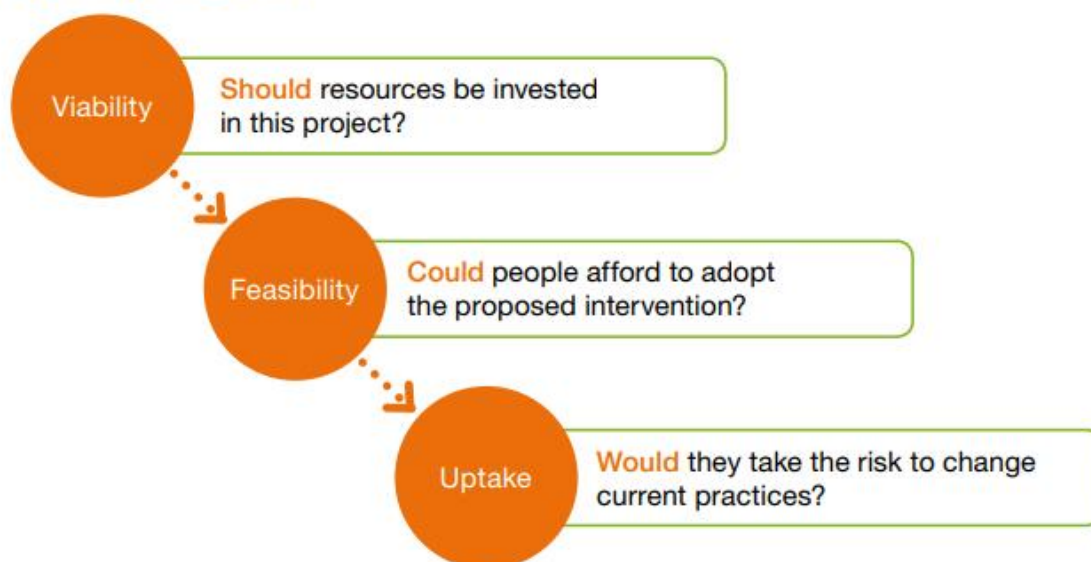 Viability
Should resources be invested
in this project?
Feasibility
Could people afford to adopt
the proposed intervention?
Uptake
Would they take the risk to change
current practices?